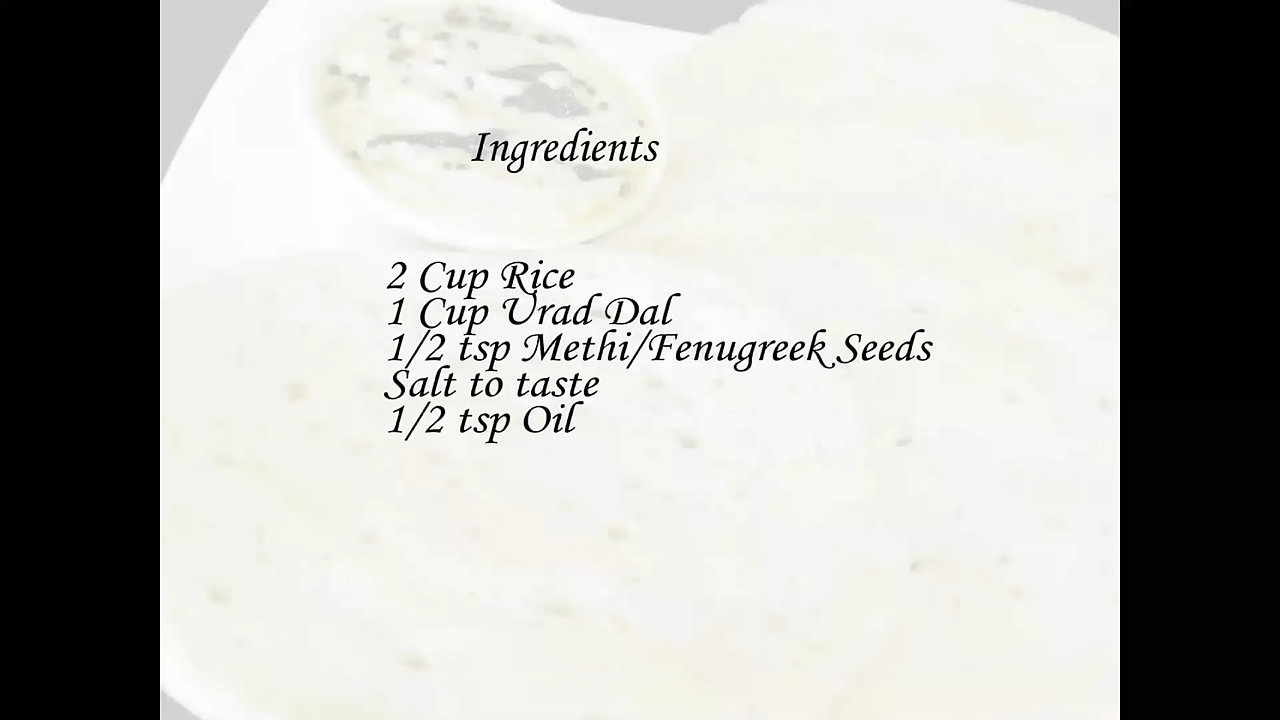 Ingredients
2 Cup Rice
1 Cup Urad Dal
1/2 tsp Methi/Fenugreek Seeds
Salt to taste
1/2 tsp Oil